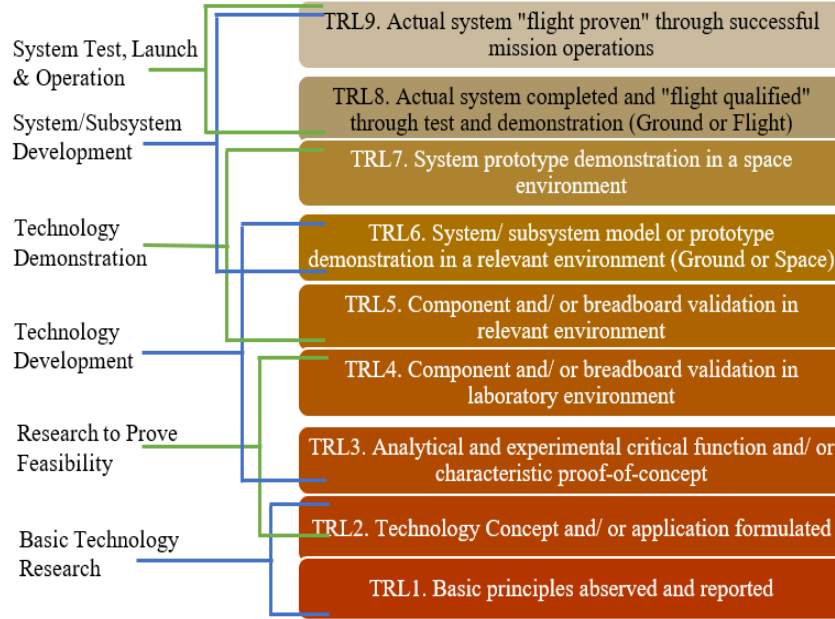 System Test, Launch
& Operation
System/Subsystem
Development
Technology
Demonstration
Technology
Development
Research to Prove
Feasibility
Basic Technology
Research
TRL9. Actual system "flight proven" through successful
mission operations
TRL8. Actual system completed and "flight qualified"
through test and demonstration (Ground or Flight)
TRL7. System prototype demonstration in a space
environment
TRL6. System/ subsystem model or prototype
demonstration in a relevant environment (Ground or Space)
TRL5. Component and/ or breadboard validation in
relevant environment
TRL4. Component and/ or breadboard validation in
laboratory environment
TRL3. Analytical and experimental critical function and/ or
characteristic proof-of-concept
TRL2. Technology Concept and/ or application formulated
TRL1. Basic principles abserved and reported